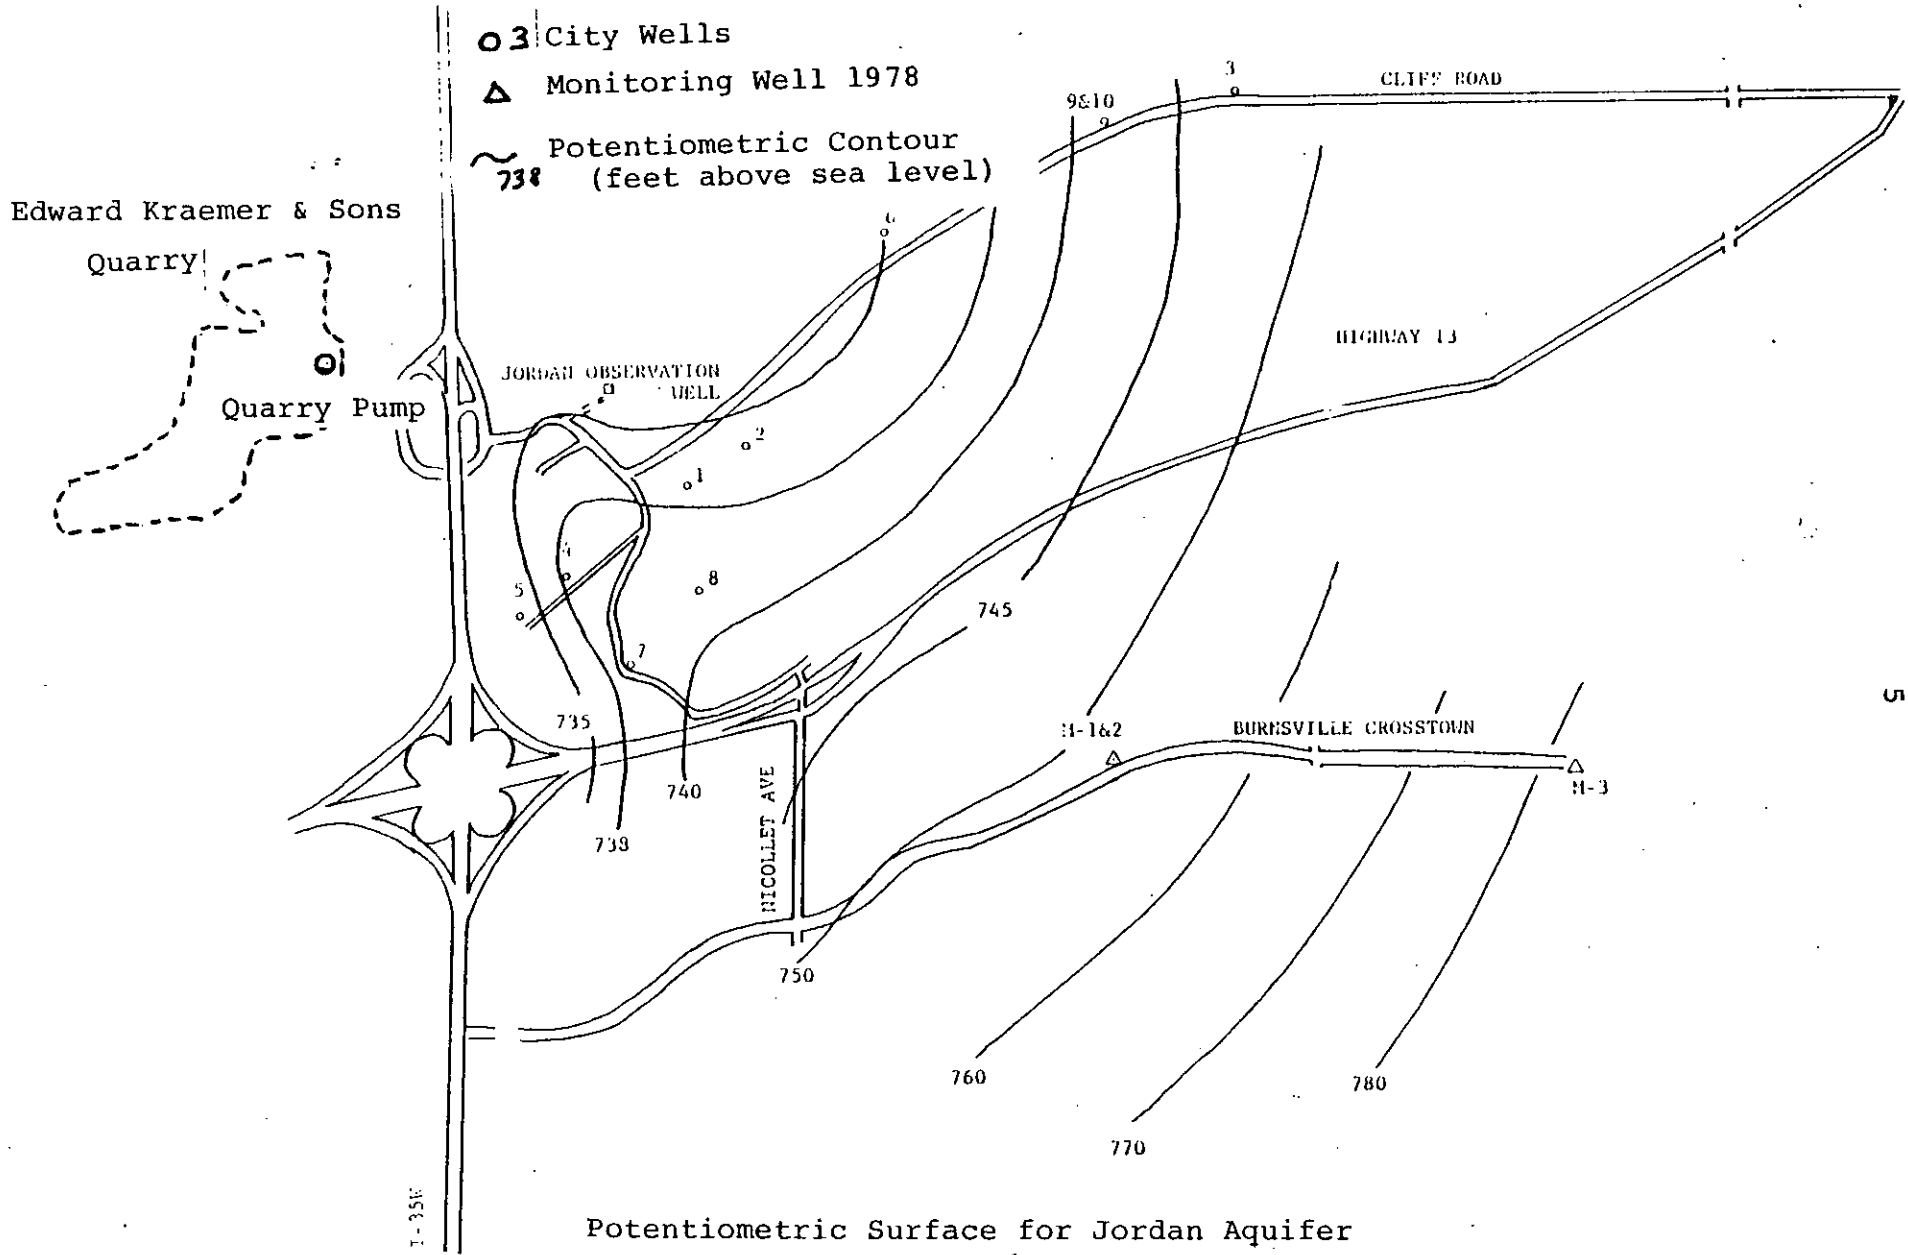 O 3 City Wells
Monitoring Well 1978
Potentiometric Contour
738 (feet above sea level)
3
CLIFF ROAD
9&10
Edward Kraemer & Sons
Quarry
6
HIGHWAY 13
JORDAN OBSERVATION
WELL
Quarry Pump
2
1
4
5
8
745
7
5
735
M-1&2
BURNSVILLE CROSSTOWN
740
M-3
738
NICOLLET AVE
750
760
780
770
I-35W
Potentiometric Surface for Jordan Aquifer